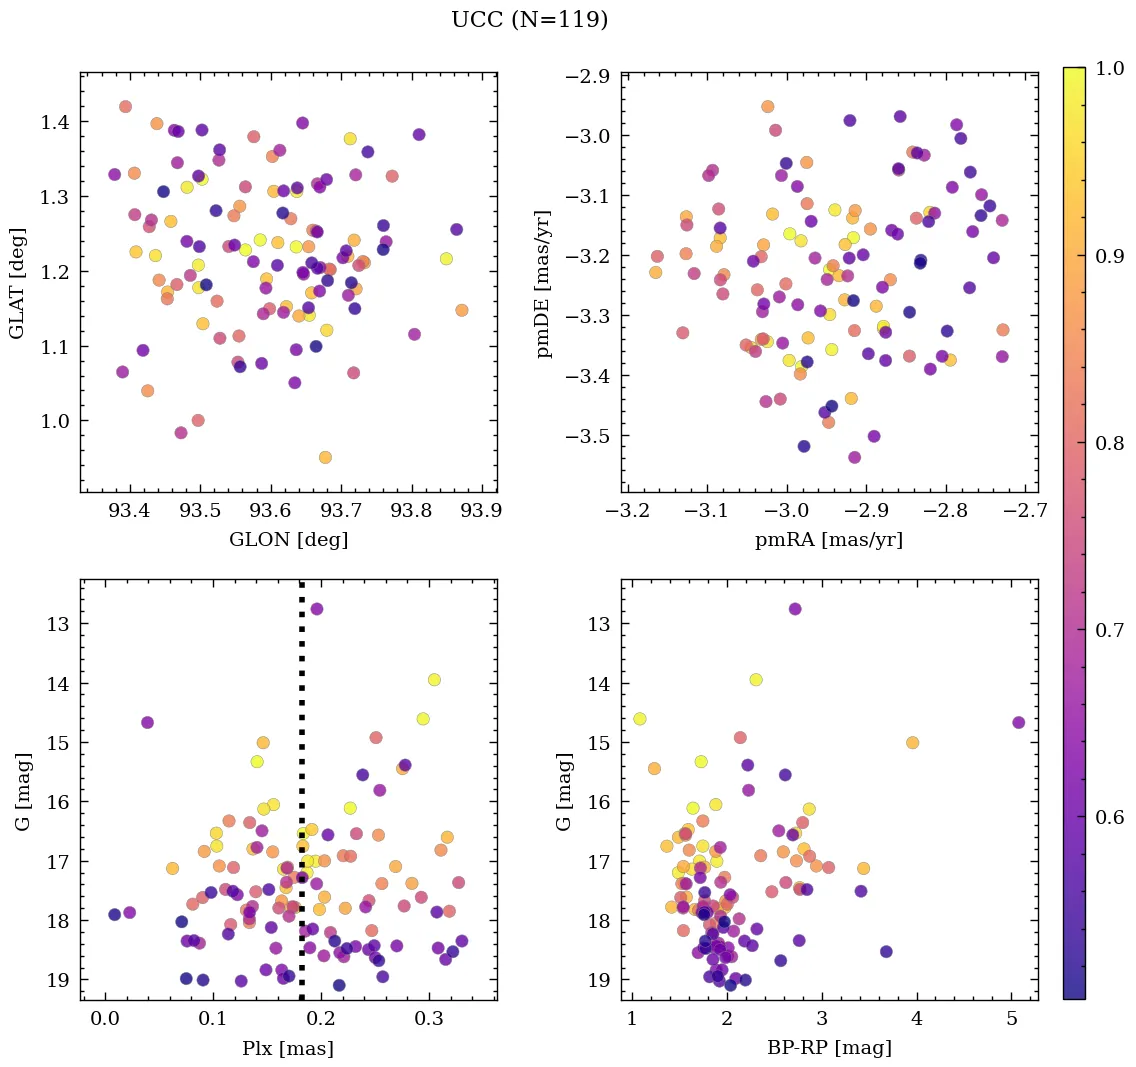 UCC (N=119)
1.4
1.3
1.2
1.1
1.0
GLAT [deg]
93.4 93.5 93.6 93.7 93.8 93.9
GLON [deg]
−2.9
−3.0
−3.1
−3.2
−3.3
−3.4
−3.5
pmDE [mas/yr]
−3.2 −3.1 −3.0 −2.9 −2.8 −2.7
pmRA [mas/yr]
1.0
0.9
0.8
0.7
0.6
13
14
15
16
17
18
19
G [mag]
0.0 0.1 0.2 0.3
Plx [mas]
13
14
15
16
17
18
19
G [mag]
1 2 3 4 5
BP-RP [mag]